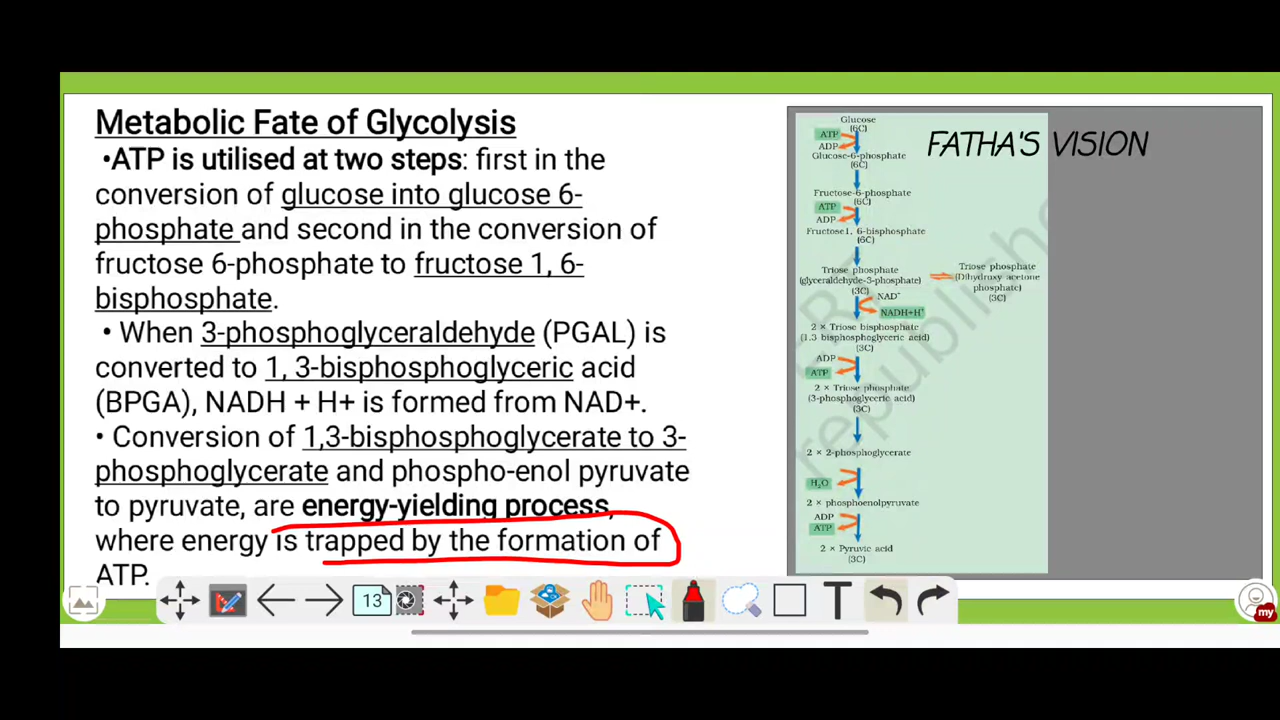 Metabolic Fate of Glycolysis
•ATP is utilised at two steps: first in the
conversion of glucose into glucose 6-
phosphate and second in the conversion of
fructose 6-phosphate to fructose 1, 6-
bisphosphate.
• When 3-phosphoglyceraldehyde (PGAL) is
converted to 1, 3-bisphosphoglyceric acid
(BPGA), NADH + H+ is formed from NAD+.
• Conversion of 1,3-bisphosphoglycerate to 3-
phosphoglycerate and phospho-enol pyruvate
to pyruvate, are energy-yielding process,
where energy is trapped by the formation of
ATP.
FATHA'S VISION
Glucose
(6C)
ATP
ADP
Glucose-6-phosphate
(6C)
Fructose-6-phosphate
(6C)
ATP
ADP
Fructose1, 6-bisphosphate
(6C)
Triose phosphate
(glyceraldehyde-3-phosphate)
(3C)
Triose phosphate
(Dihydroxy acetone
phosphate)
(3C)
NAD⁺
NADH+H⁺
2 × Triose bisphosphate
(1,3 bisphosphoglyceric acid)
(3C)
ADP
ATP
2 × Triose phosphate
(3-phosphoglyceric acid)
(3C)
2 × 2-phosphoglycerate
H₂O
2 × phosphoenolpyruvate
ADP
ATP
2 × Pyruvic acid
(3C)
republishe
13
T
my